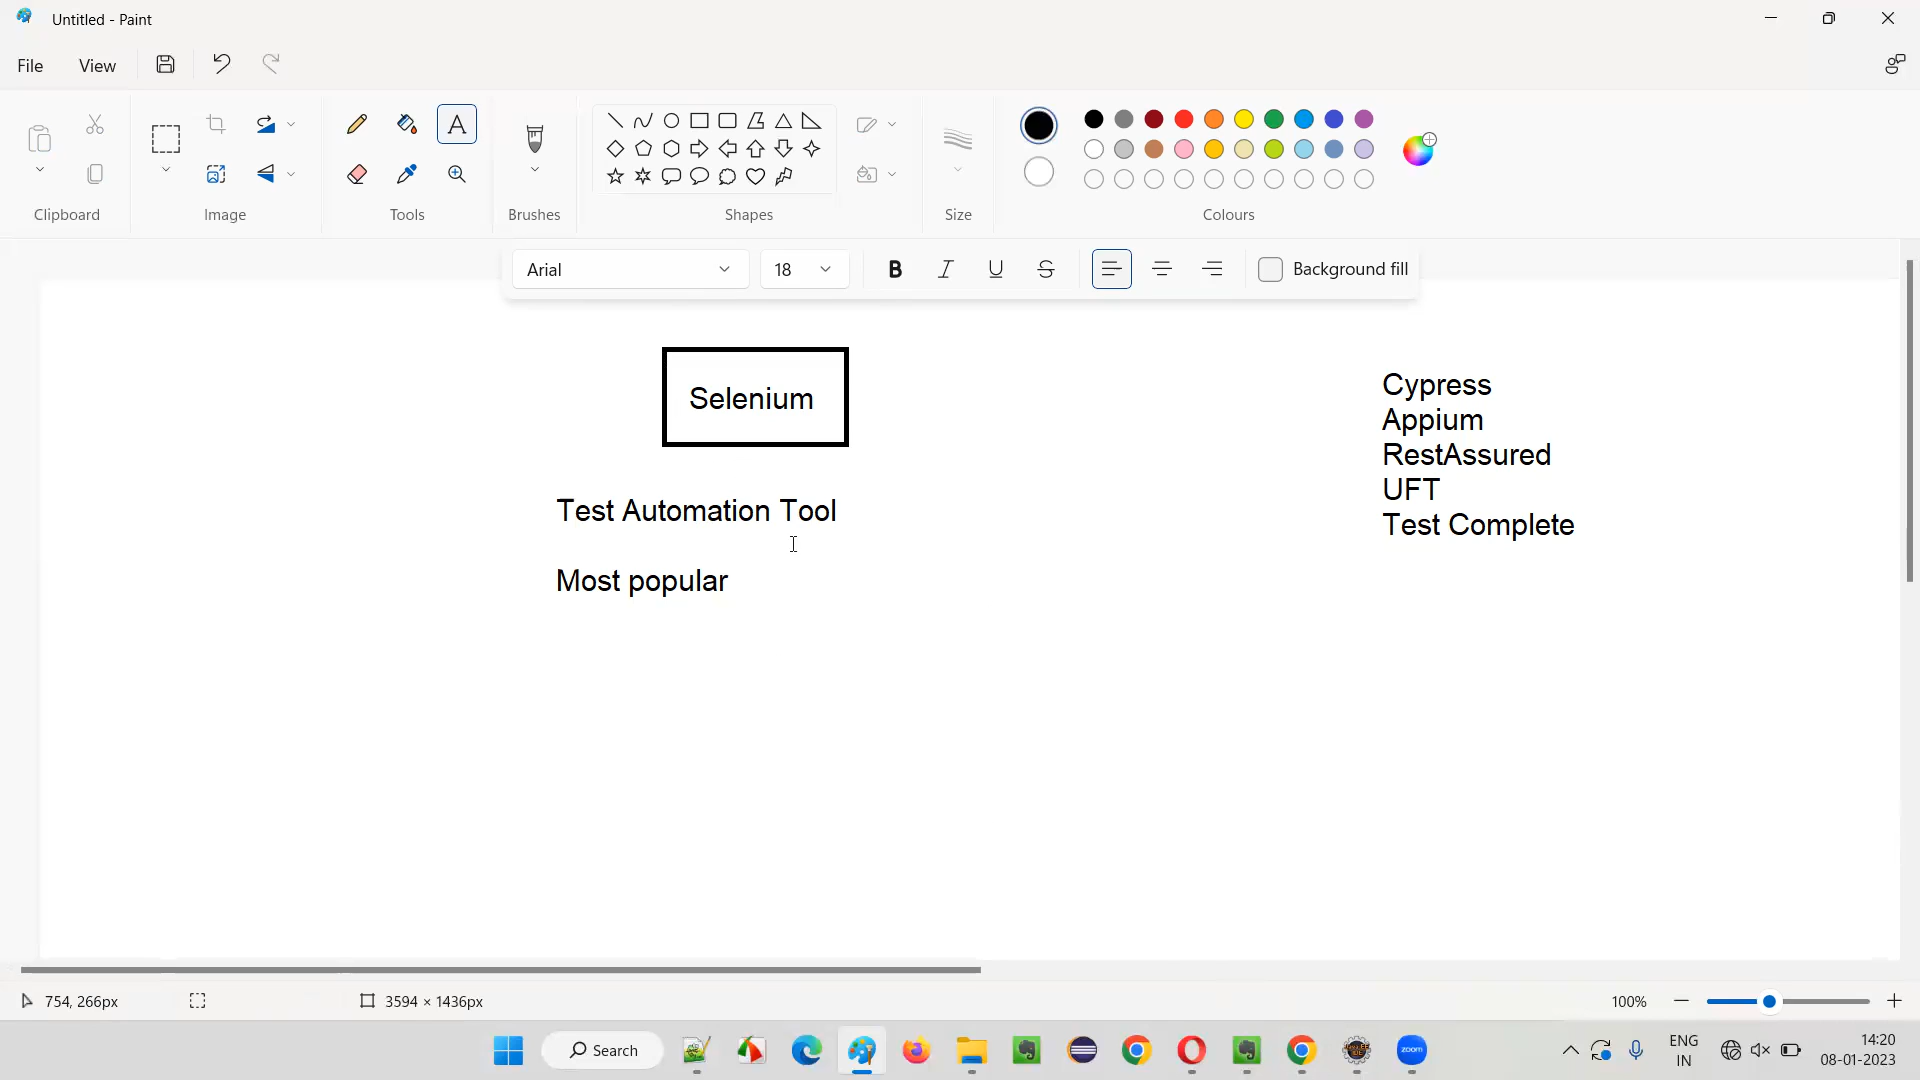 Untitled - Paint
File
View
Clipboard
Image
Tools
Brushes
Shapes
Size
Colours
Arial
18
B
I
U
S
Background fill
Selenium
Test Automation Tool
Most popular
Cypress
Appium
RestAssured
UFT
Test Complete
754, 266px
3594 × 1436px
100%
Search
zoom
ENG
IN
14:20
08-01-2023